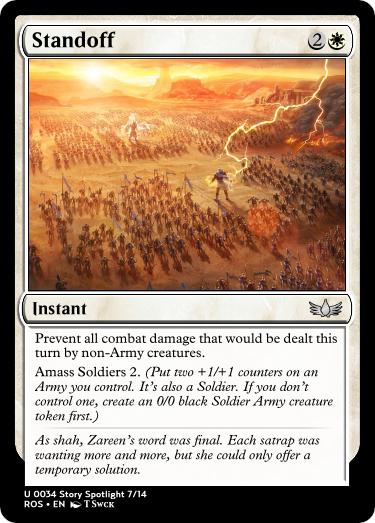 Standoff 2
Instant
Prevent all combat damage that would be dealt this
turn by non-Army creatures.
Amass Soldiers 2. (Put two +1/+1 counters on an
Army you control. It's also a Soldier. If you don't
control one, create an 0/0 black Soldier Army creature
token first.)
As shah, Zareen's word was final. Each satrap was
wanting more and more, but she could only offer a
temporary solution.
U 0034 Story Spotlight 7/14
ROS • EN T Swck